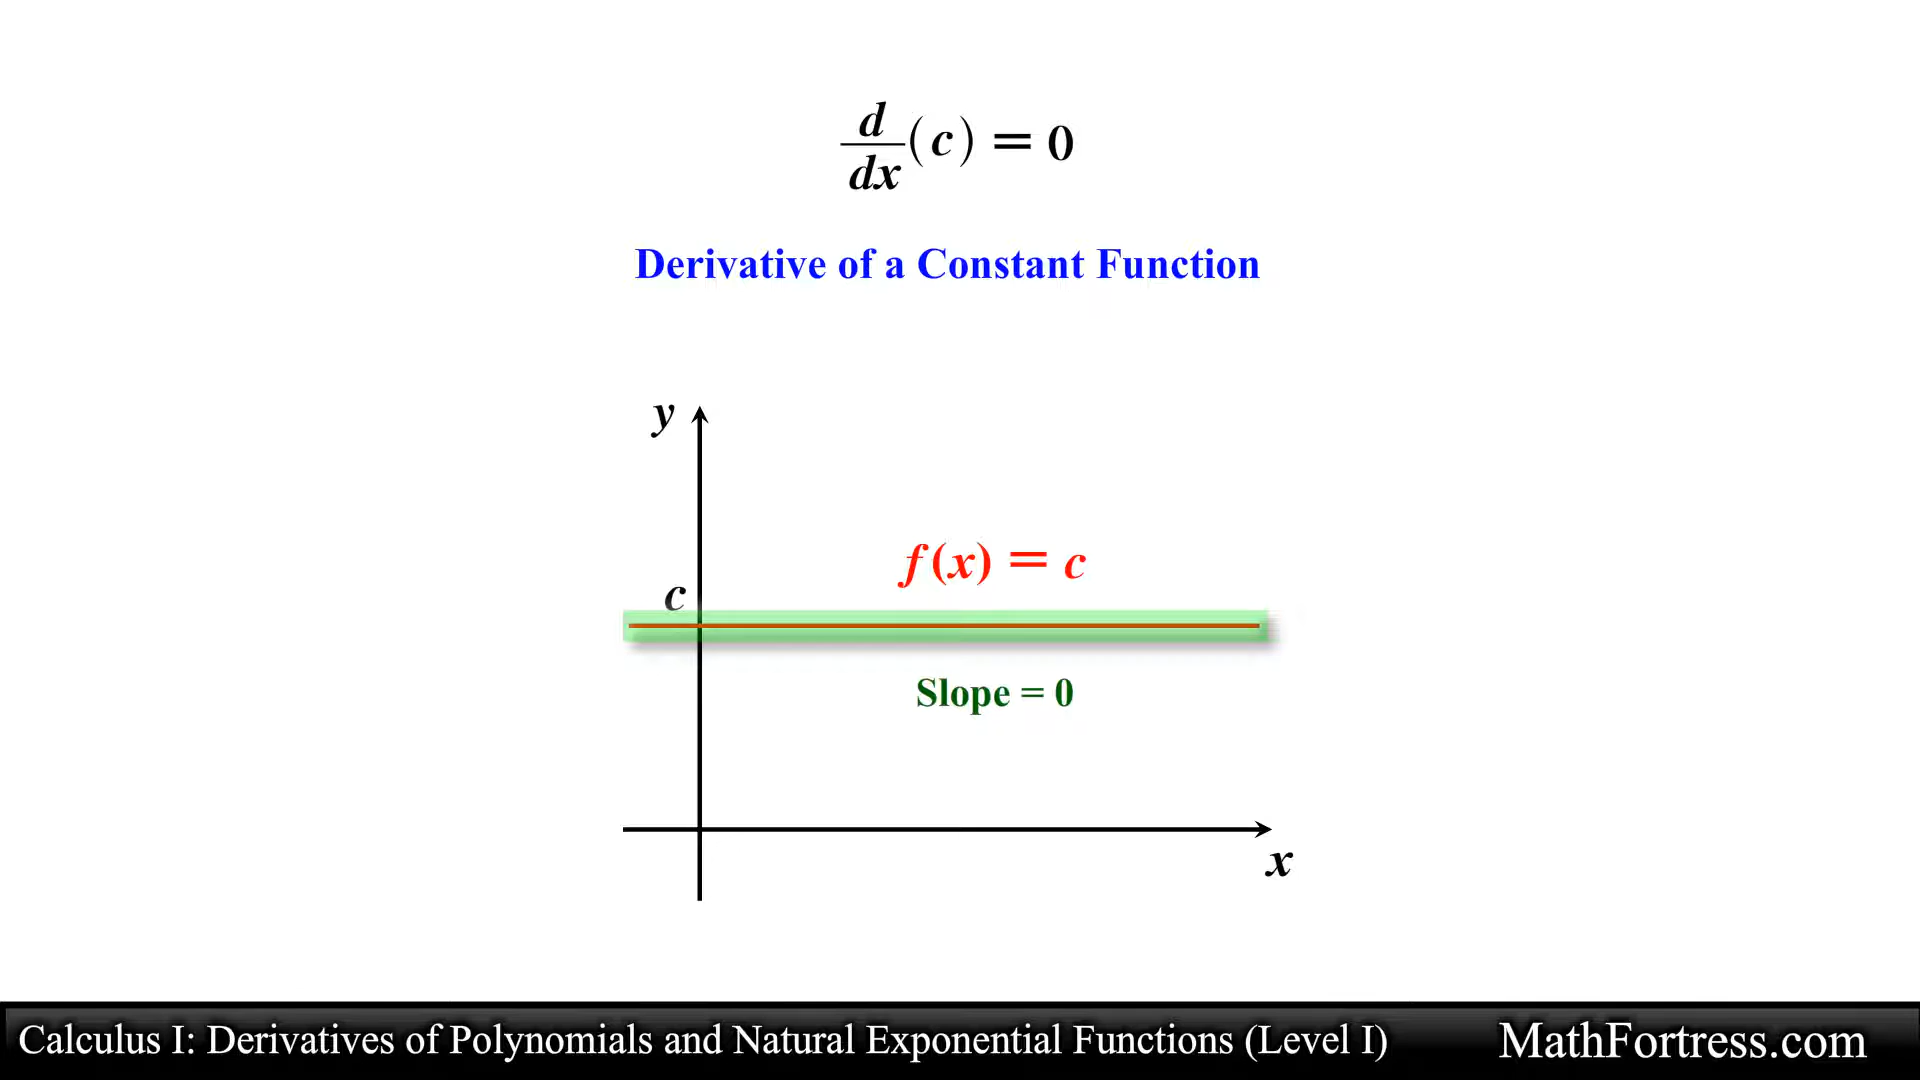 d/dx (c) = 0
Derivative of a Constant Function
y
f(x) = c
c
Slope = 0
x
Calculus I: Derivatives of Polynomials and Natural Exponential Functions (Level I)
MathFortress.com